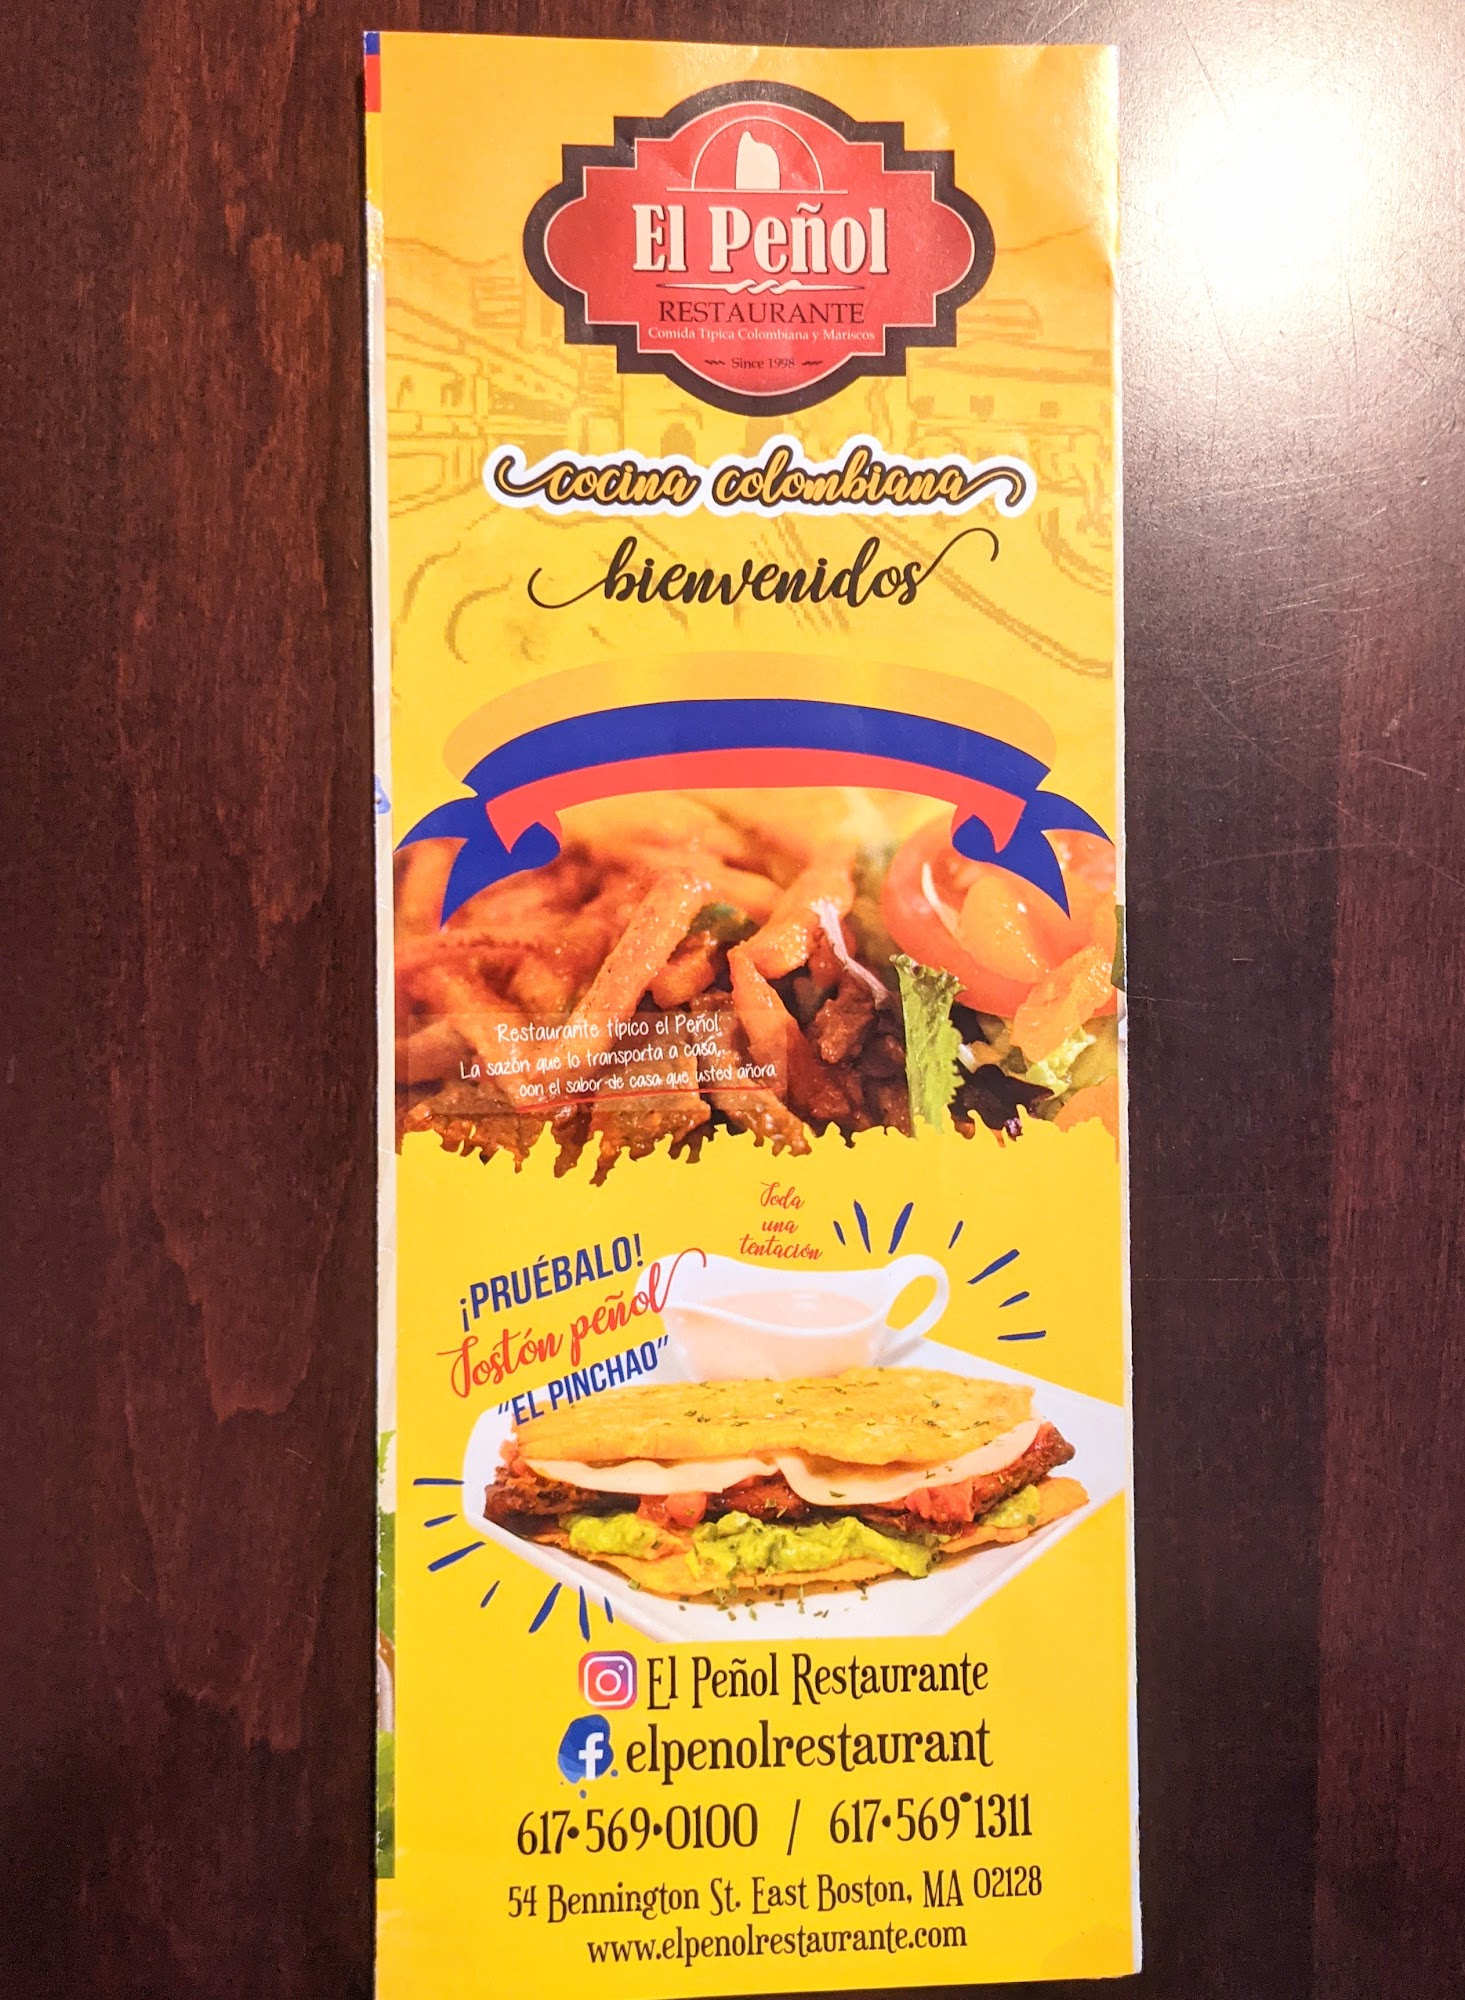 El Peñol
RESTAURANTE
Comida Típica Colombiana y Mariscos
Since 1998
cocina colombiana
bienvenidos
Restaurante típico el Peñol.
La sazón que lo transporta a casa,
con el sabor de casa que usted añora
Toda
una
tentación
¡PRUÉBALO!
Tostón peñol
"EL PINCHAO"
El Peñol Restaurante
f elpenolrestaurant
617•569•0100 / 617•569•1311
54 Bennington St. East Boston, MA 02128
www.elpenolrestaurante.com